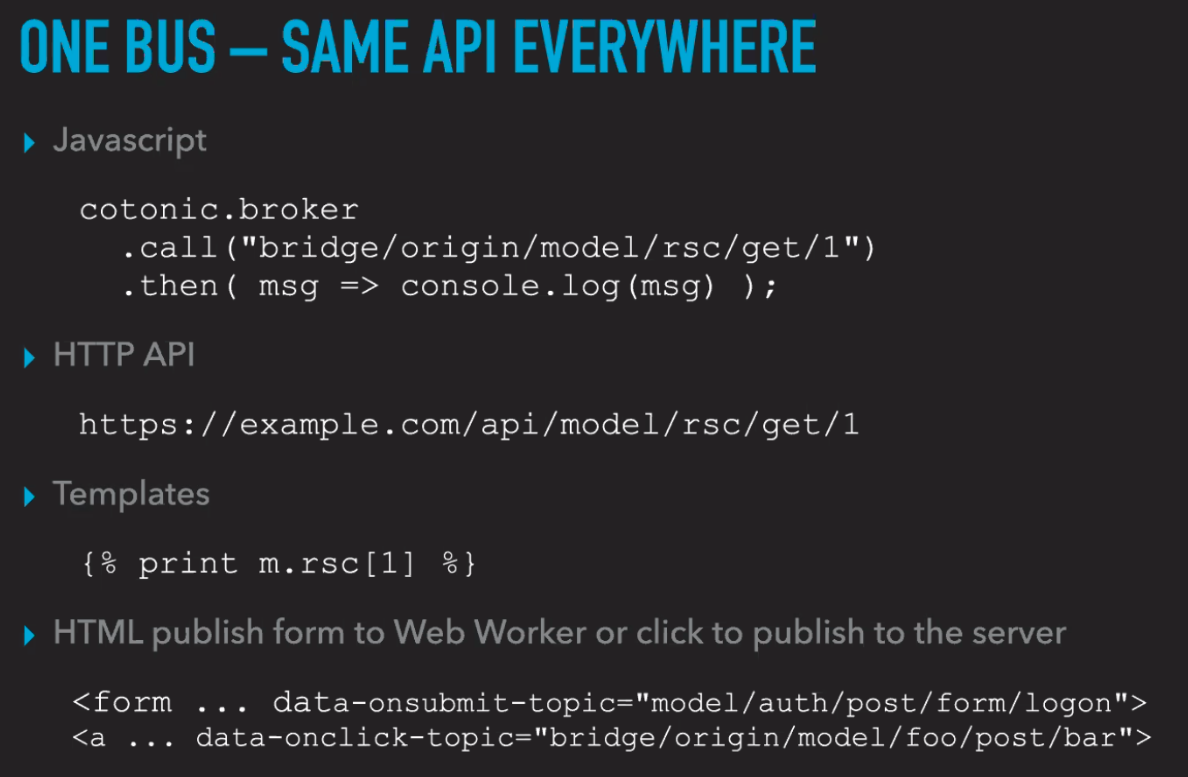 ONE BUS – SAME API EVERYWHERE
Javascript
cotonic.broker
.call("bridge/origin/model/rsc/get/1")
.then( msg => console.log(msg) );
HTTP API
https://example.com/api/model/rsc/get/1
Templates
{% print m.rsc[1] %}
HTML publish form to Web Worker or click to publish to the server
<form ... data-onsubmit-topic="model/auth/post/form/logon">
<a ... data-onclick-topic="bridge/origin/model/foo/post/bar">